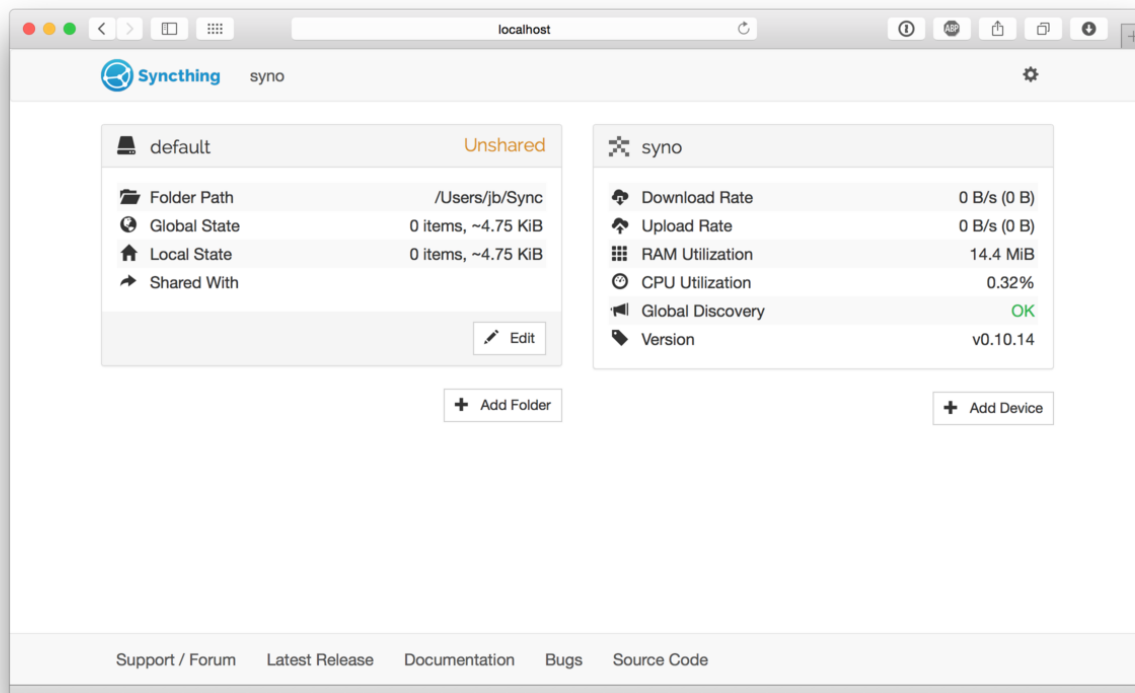 localhost
ABP
Syncthing syno
default Unshared
Folder Path /Users/jb/Sync
Global State 0 items, ~4.75 KiB
Local State 0 items, ~4.75 KiB
Shared With
Edit
Add Folder
syno
Download Rate 0 B/s (0 B)
Upload Rate 0 B/s (0 B)
RAM Utilization 14.4 MiB
CPU Utilization 0.32%
Global Discovery OK
Version v0.10.14
Add Device
Support / Forum Latest Release Documentation Bugs Source Code